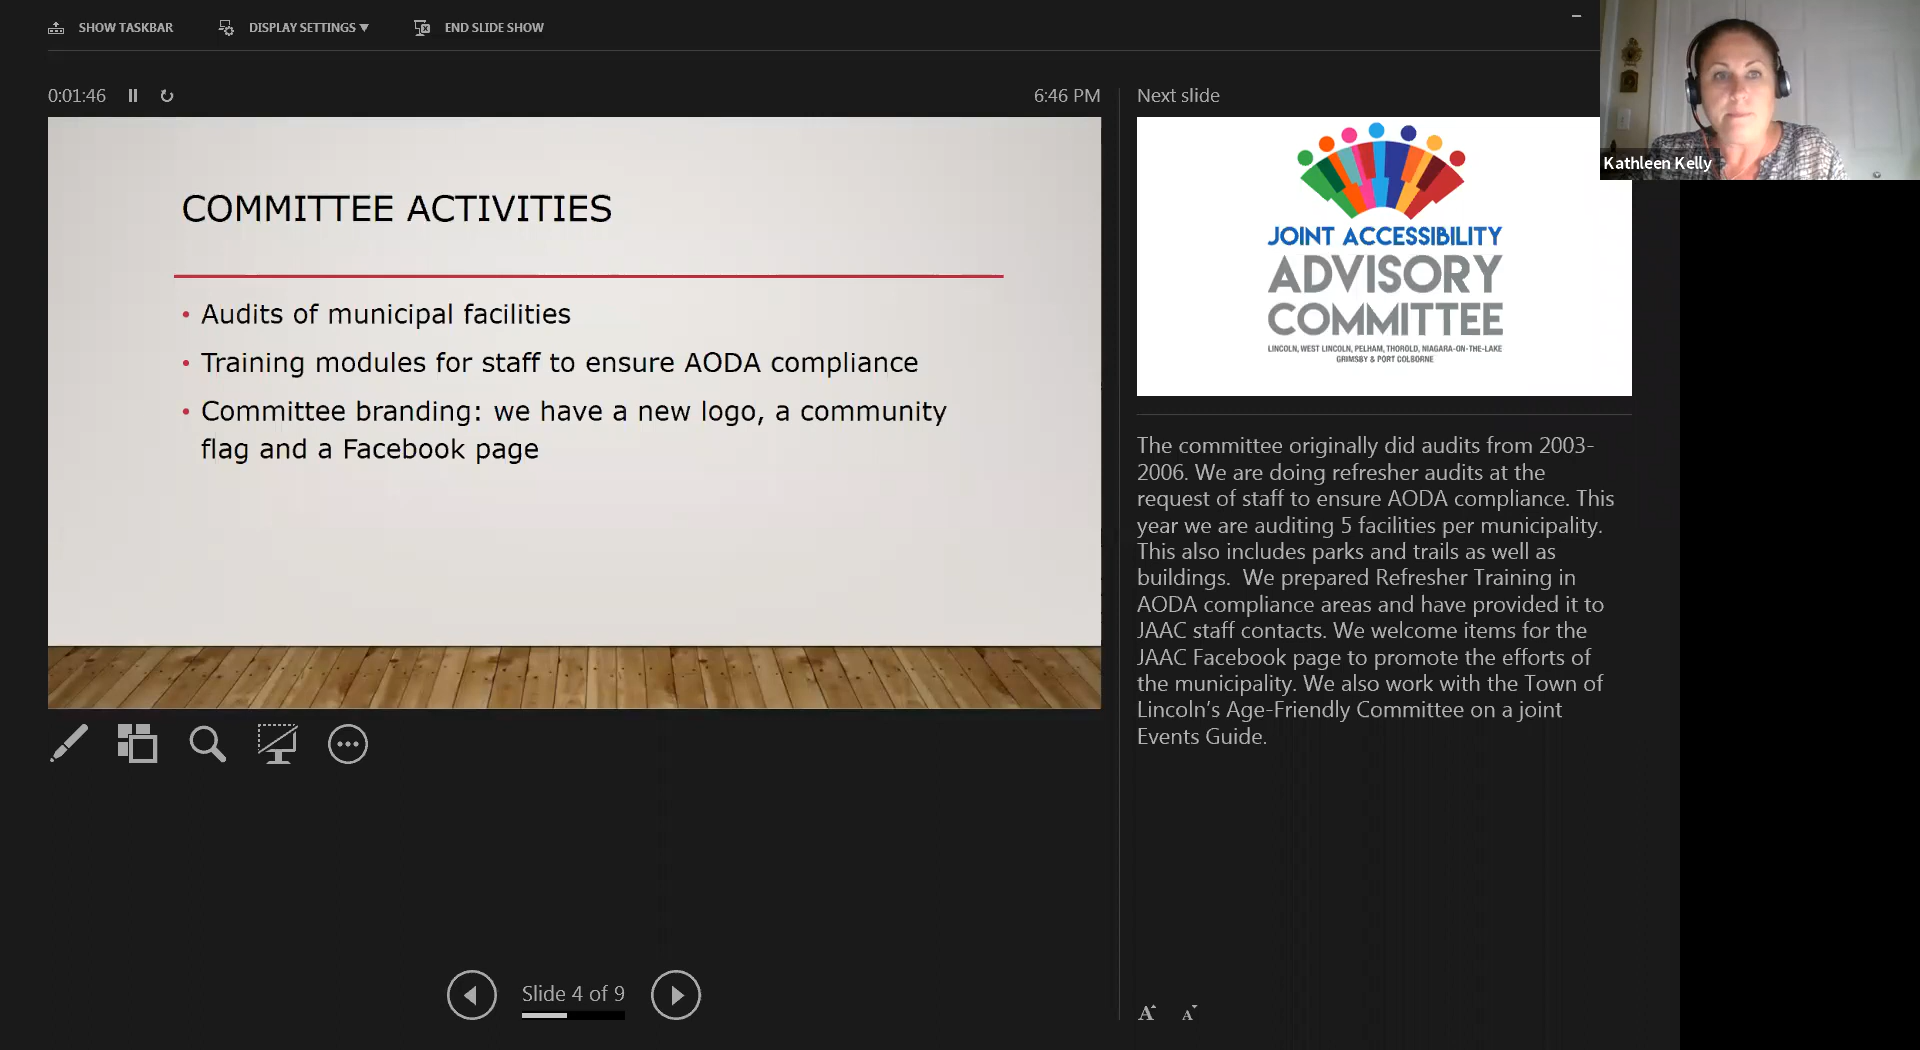 SHOW TASKBAR
DISPLAY SETTINGS
END SLIDE SHOW
0:01:46
6:46 PM
Next slide
COMMITTEE ACTIVITIES
• Audits of municipal facilities
• Training modules for staff to ensure AODA compliance
• Committee branding: we have a new logo, a community
flag and a Facebook page
JOINT ACCESSIBILITY
ADVISORY
COMMITTEE
LINCOLN, WEST LINCOLN, PELHAM, THOROLD, NIAGARA-ON-THE-LAKE
GRIMSBY & PORT COLBORNE
Kathleen Kelly
The committee originally did audits from 2003-
2006. We are doing refresher audits at the
request of staff to ensure AODA compliance. This
year we are auditing 5 facilities per municipality.
This also includes parks and trails as well as
buildings.  We prepared Refresher Training in
AODA compliance areas and have provided it to
JAAC staff contacts. We welcome items for the
JAAC Facebook page to promote the efforts of
the municipality. We also work with the Town of
Lincoln’s Age-Friendly Committee on a joint
Events Guide.
Slide 4 of 9
A A